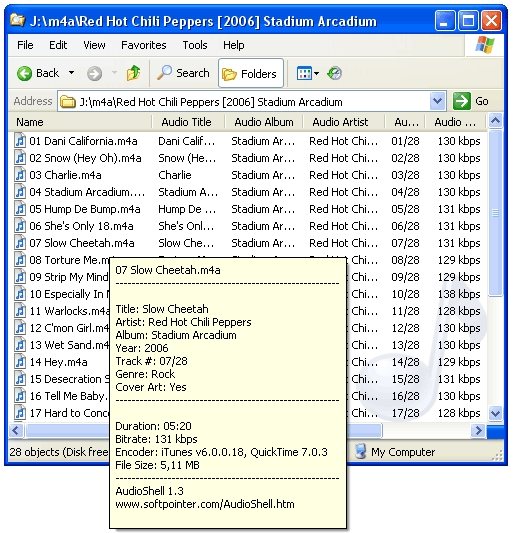 J:\m4a\Red Hot Chili Peppers [2006] Stadium Arcadium
File Edit View Favorites Tools Help
Back Search Folders
Address J:\m4a\Red Hot Chili Peppers [2006] Stadium Arcadium Go
Name Audio Title Audio Album Audio Artist Au... Audio ...
01 Dani California.m4a Dani Calif... Stadium Ar... Red Hot Chi... 01/28 130 kbps
02 Snow (Hey Oh).m4a Snow (He... Stadium Ar... Red Hot Chi... 02/28 130 kbps
03 Charlie.m4a Charlie Stadium Ar... Red Hot Chi... 03/28 130 kbps
04 Stadium Arcadium.... Stadium A... Stadium Ar... Red Hot Chi... 04/28 130 kbps
05 Hump De Bump.m4a Hump De ... Stadium Ar... Red Hot Chi... 05/28 131 kbps
06 She's Only 18.m4a She's Onl... Stadium Ar... Red Hot Chi... 06/28 130 kbps
07 Slow Cheetah.m4a Slow Che... Stadium Ar... Red Hot Chi... 07/28 131 kbps
08 Torture Me.m 08/28 130 kbps
09 Strip My Mind 09/28 131 kbps
10 Especially In 10/28 138 kbps
11 Warlocks.m4a 11/28 128 kbps
12 C'mon Girl.m4 12/28 130 kbps
13 Wet Sand.m4 13/28 130 kbps
14 Hey.m4a 14/28 129 kbps
15 Desecration S 15/28 131 kbps
16 Tell Me Baby. 16/28 130 kbps
17 Hard to Conce 17/28 128 kbps
28 objects (Disk free My Computer
07 Slow Cheetah.m4a
--------------------------------------------------------
Title: Slow Cheetah
Artist: Red Hot Chili Peppers
Album: Stadium Arcadium
Year: 2006
Track #: 07/28
Genre: Rock
Cover Art: Yes
--------------------------------------------------------
Duration: 05:20
Bitrate: 131 kbps
Encoder: iTunes v6.0.0.18, QuickTime 7.0.3
File Size: 5,11 MB
--------------------------------------------------------
AudioShell 1.3
www.softpointer.com/AudioShell.htm